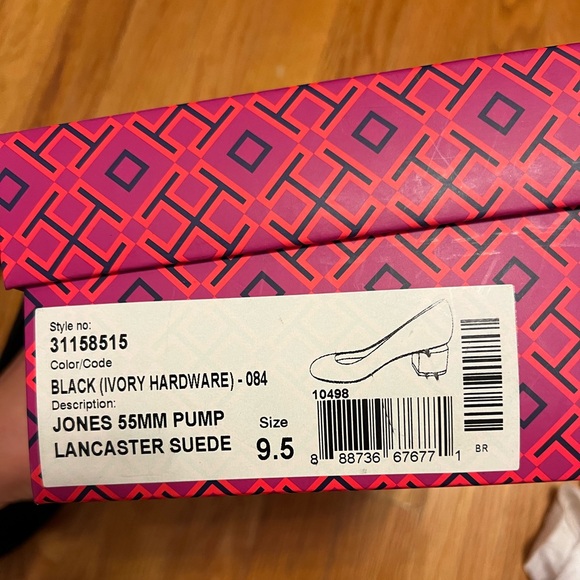 Style no:
31158515
Color/Code
BLACK (IVORY HARDWARE) - 084
Description:
JONES 55MM PUMP
LANCASTER SUEDE
Size
9.5
10498
8 88736 67677 1
BR